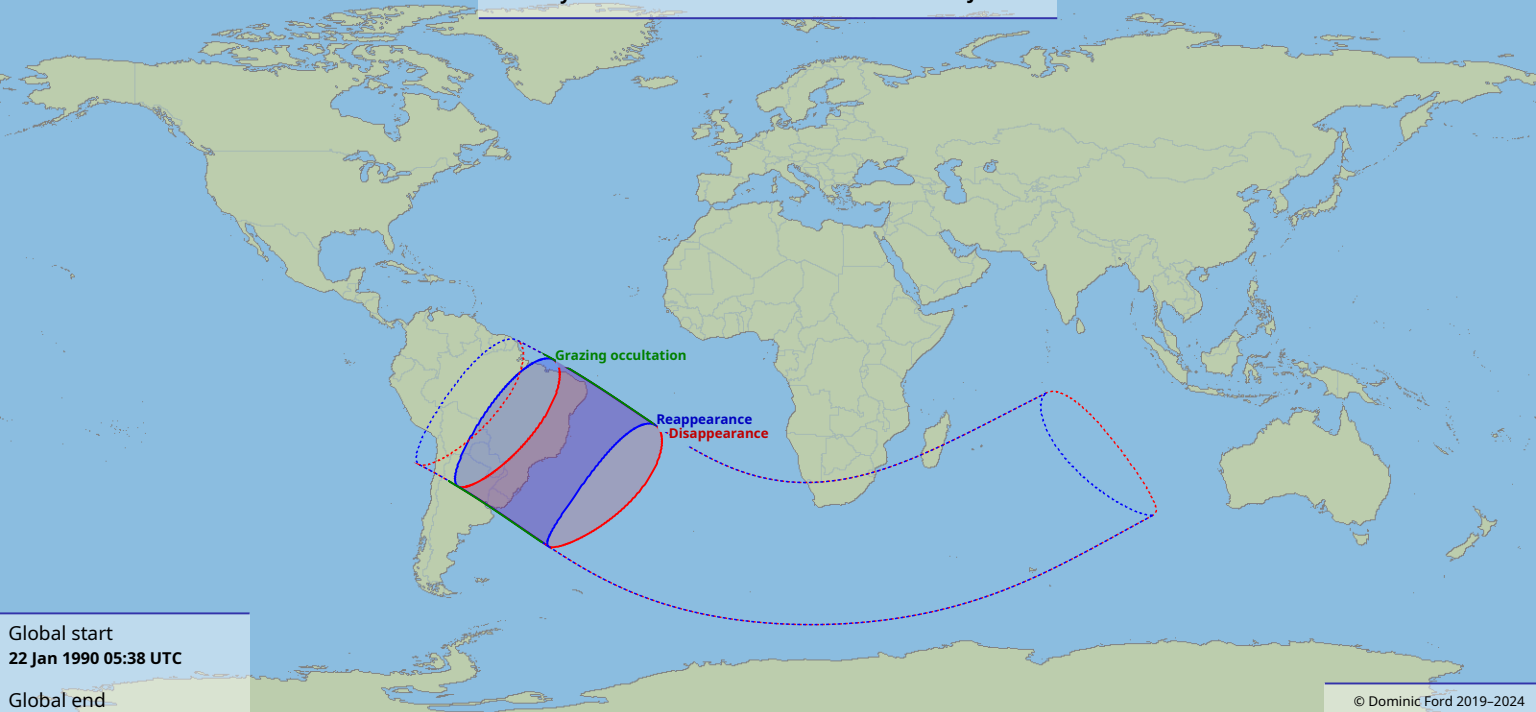 Grazing occultation
Reappearance
Disappearance
Global start
22 Jan 1990 05:38 UTC
Global end
© Dominic Ford 2019–2024